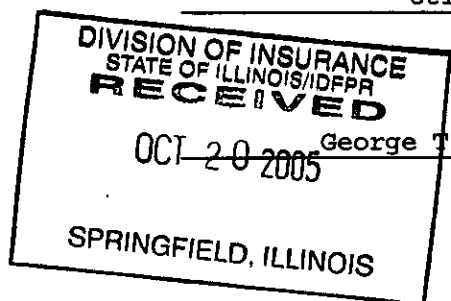 DIVISION OF INSURANCE
STATE OF ILLINOIS/IDFPR
RECEIVED
OCT 20 2005
George T
SPRINGFIELD, ILLINOIS